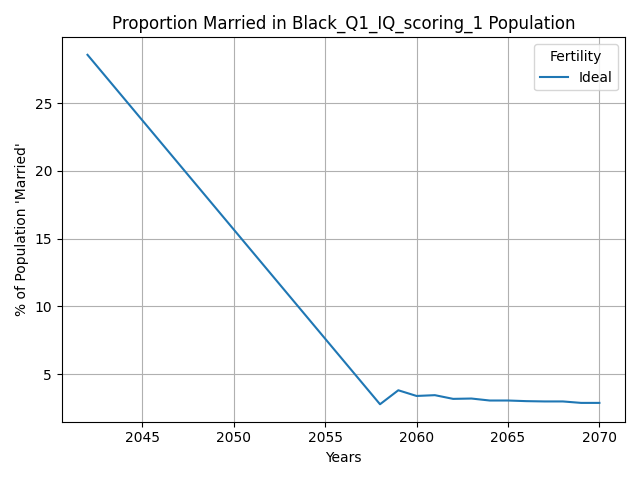 Proportion Married in Black_Q1_IQ_scoring_1 Population
Fertility
Ideal
% of Population 'Married'
25
20
15
10
5
2045 2050 2055 2060 2065 2070
Years